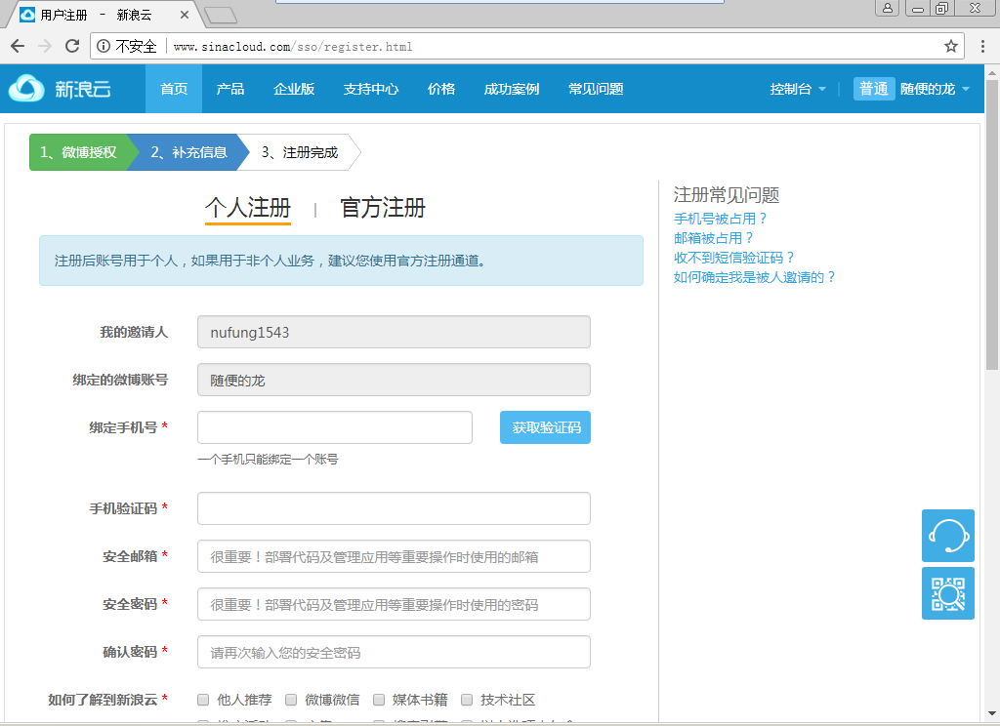 用户注册 - 新浪云
不安全 www.sinacloud.com/sso/register.html
新浪云 首页 产品 企业版 支持中心 价格 成功案例 常见问题 控制台 普通 随便的龙
1、微博授权 2、补充信息 3、注册完成
个人注册 | 官方注册
注册后账号用于个人，如果用于非个人业务，建议您使用官方注册通道。
我的邀请人 nufung1543
绑定的微博账号 随便的龙
绑定手机号 * 获取验证码
一个手机只能绑定一个账号
手机验证码 *
安全邮箱 * 很重要！部署代码及管理应用等重要操作时使用的邮箱
安全密码 * 很重要！部署代码及管理应用等重要操作时使用的密码
确认密码 * 请再次输入您的安全密码
如何了解到新浪云 * 他人推荐 微博微信 媒体书籍 技术社区
注册常见问题
手机号被占用？
邮箱被占用？
收不到短信验证码？
如何确定我是被人邀请的？